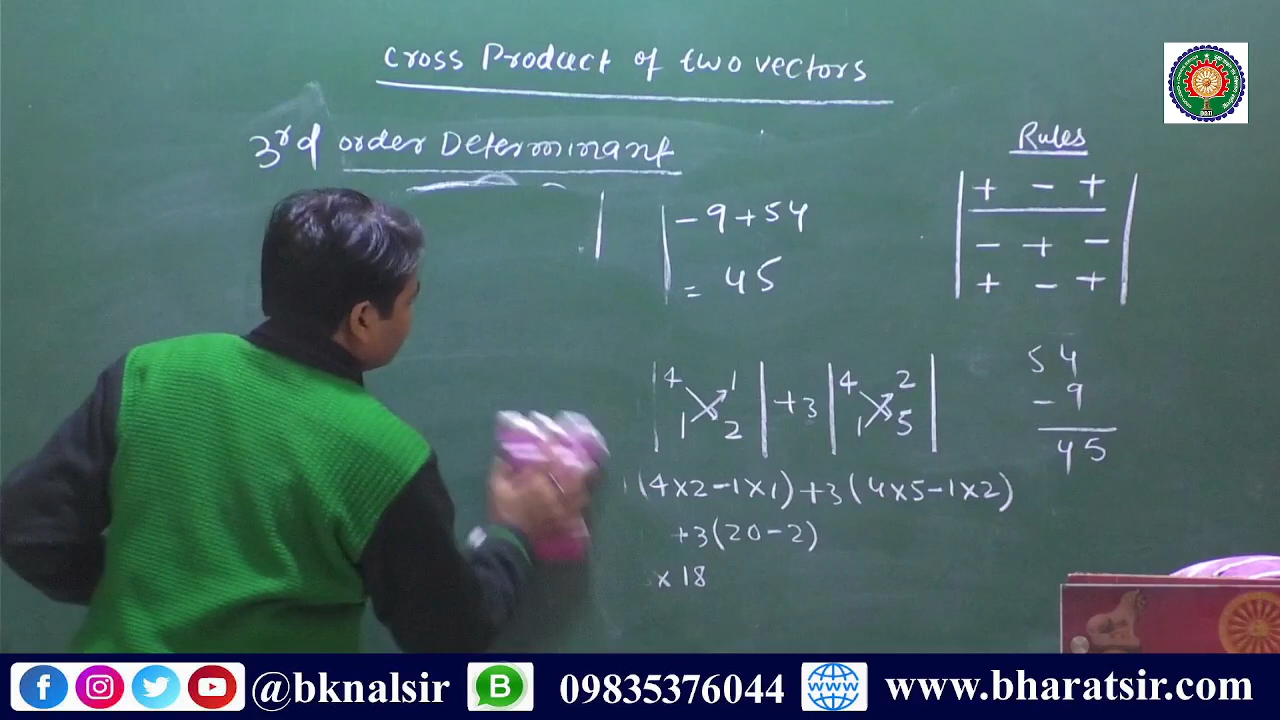 Cross Product of two vectors
3rd order Determinant
Rules
+ - +
- + -
+ - +
-9+54
= 45
| 4 1 | +3 | 4 2 |
| 1 2 | | 1 5 |
54
-9
45
(4x2-1x1)+3(4x5-1x2)
+3(20-2)
x 18
@bknalsir
B
09835376044
www
www.bharatsir.com